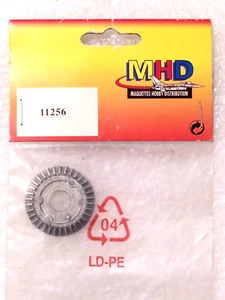 MHD
MAQUETTES HOBBY DISTRIBUTION
11256
04
LD-PE